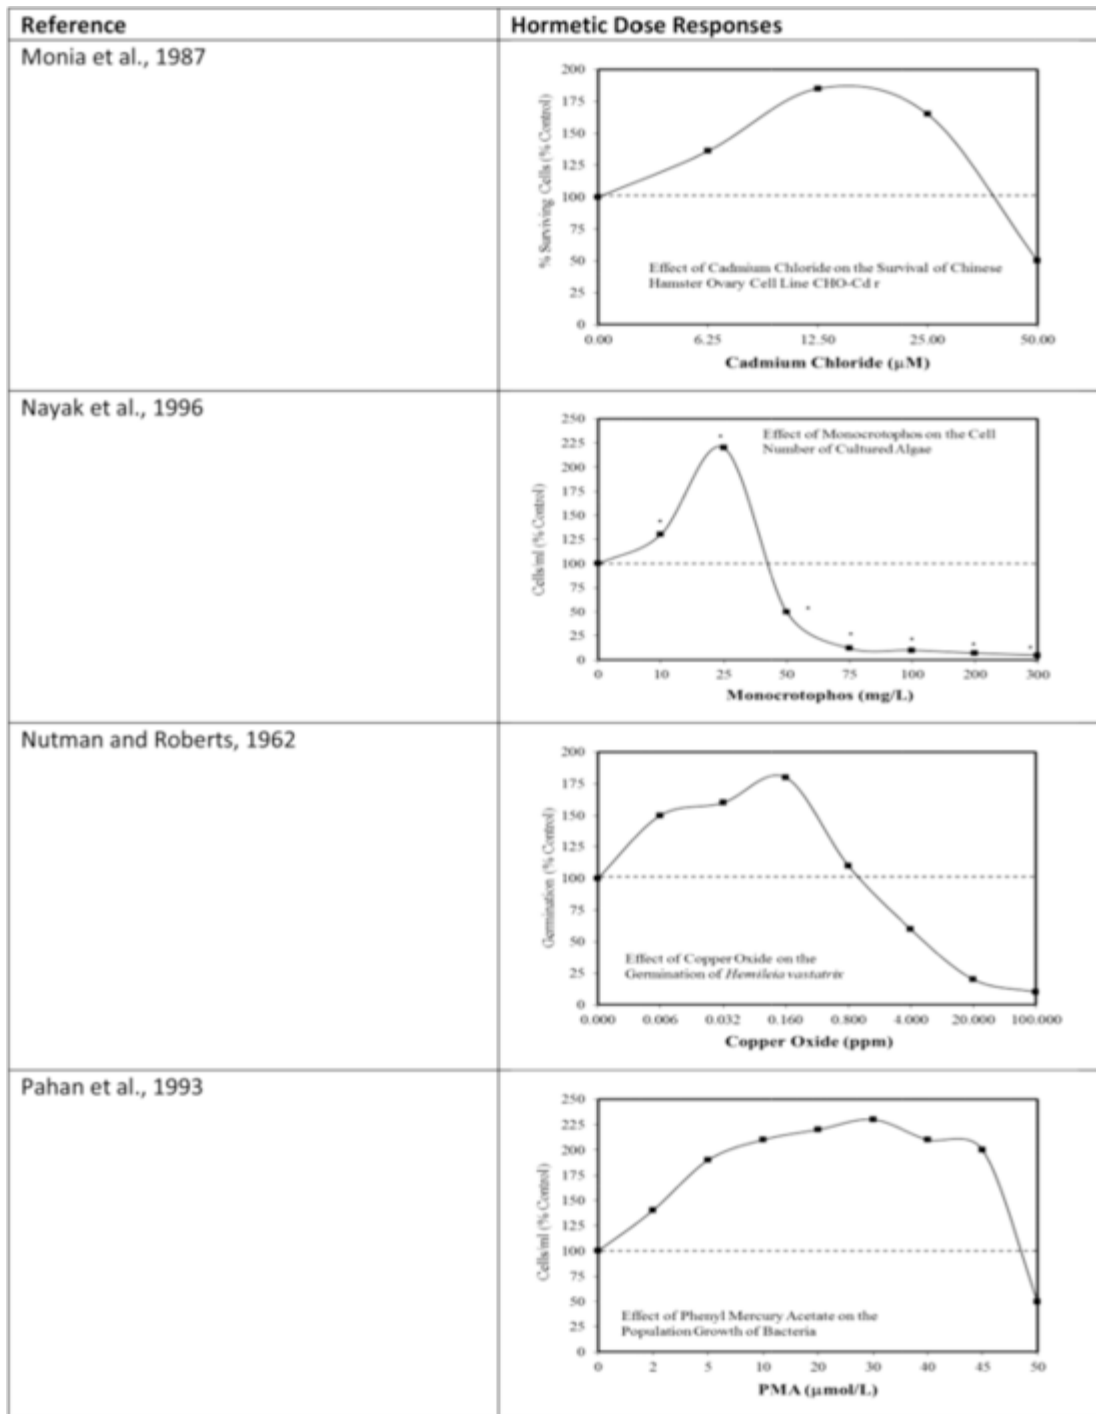 Reference
Hormetic Dose Responses
Monia et al., 1987
200
175
150
125
100
75
50
25
0
% Surviving Cells (% Control)
Effect of Cadmium Chloride on the Survival of Chinese
Hamster Ovary Cell Line CHO-Cd r
0.00 6.25 12.50 25.00 50.00
Cadmium Chloride (μM)
Nayak et al., 1996
250
225
200
175
150
125
100
75
50
25
0
Cells/ml (% Control)
Effect of Monocrotophos on the Cell
Number of Cultured Algae
* * * * * * *
0 10 25 50 75 100 200 300
Monocrotophos (mg/L)
Nutman and Roberts, 1962
200
175
150
125
100
75
50
25
0
Germination (% Control)
Effect of Copper Oxide on the
Germination of Hemileia vastatrix
0.000 0.006 0.032 0.160 0.800 4.000 20.000 100.000
Copper Oxide (ppm)
Pahan et al., 1993
250
225
200
175
150
125
100
75
50
25
0
Cells/ml (% Control)
Effect of Phenyl Mercury Acetate on the
Population Growth of Bacteria
0 2 5 10 20 30 40 45 50
PMA (μmol/L)